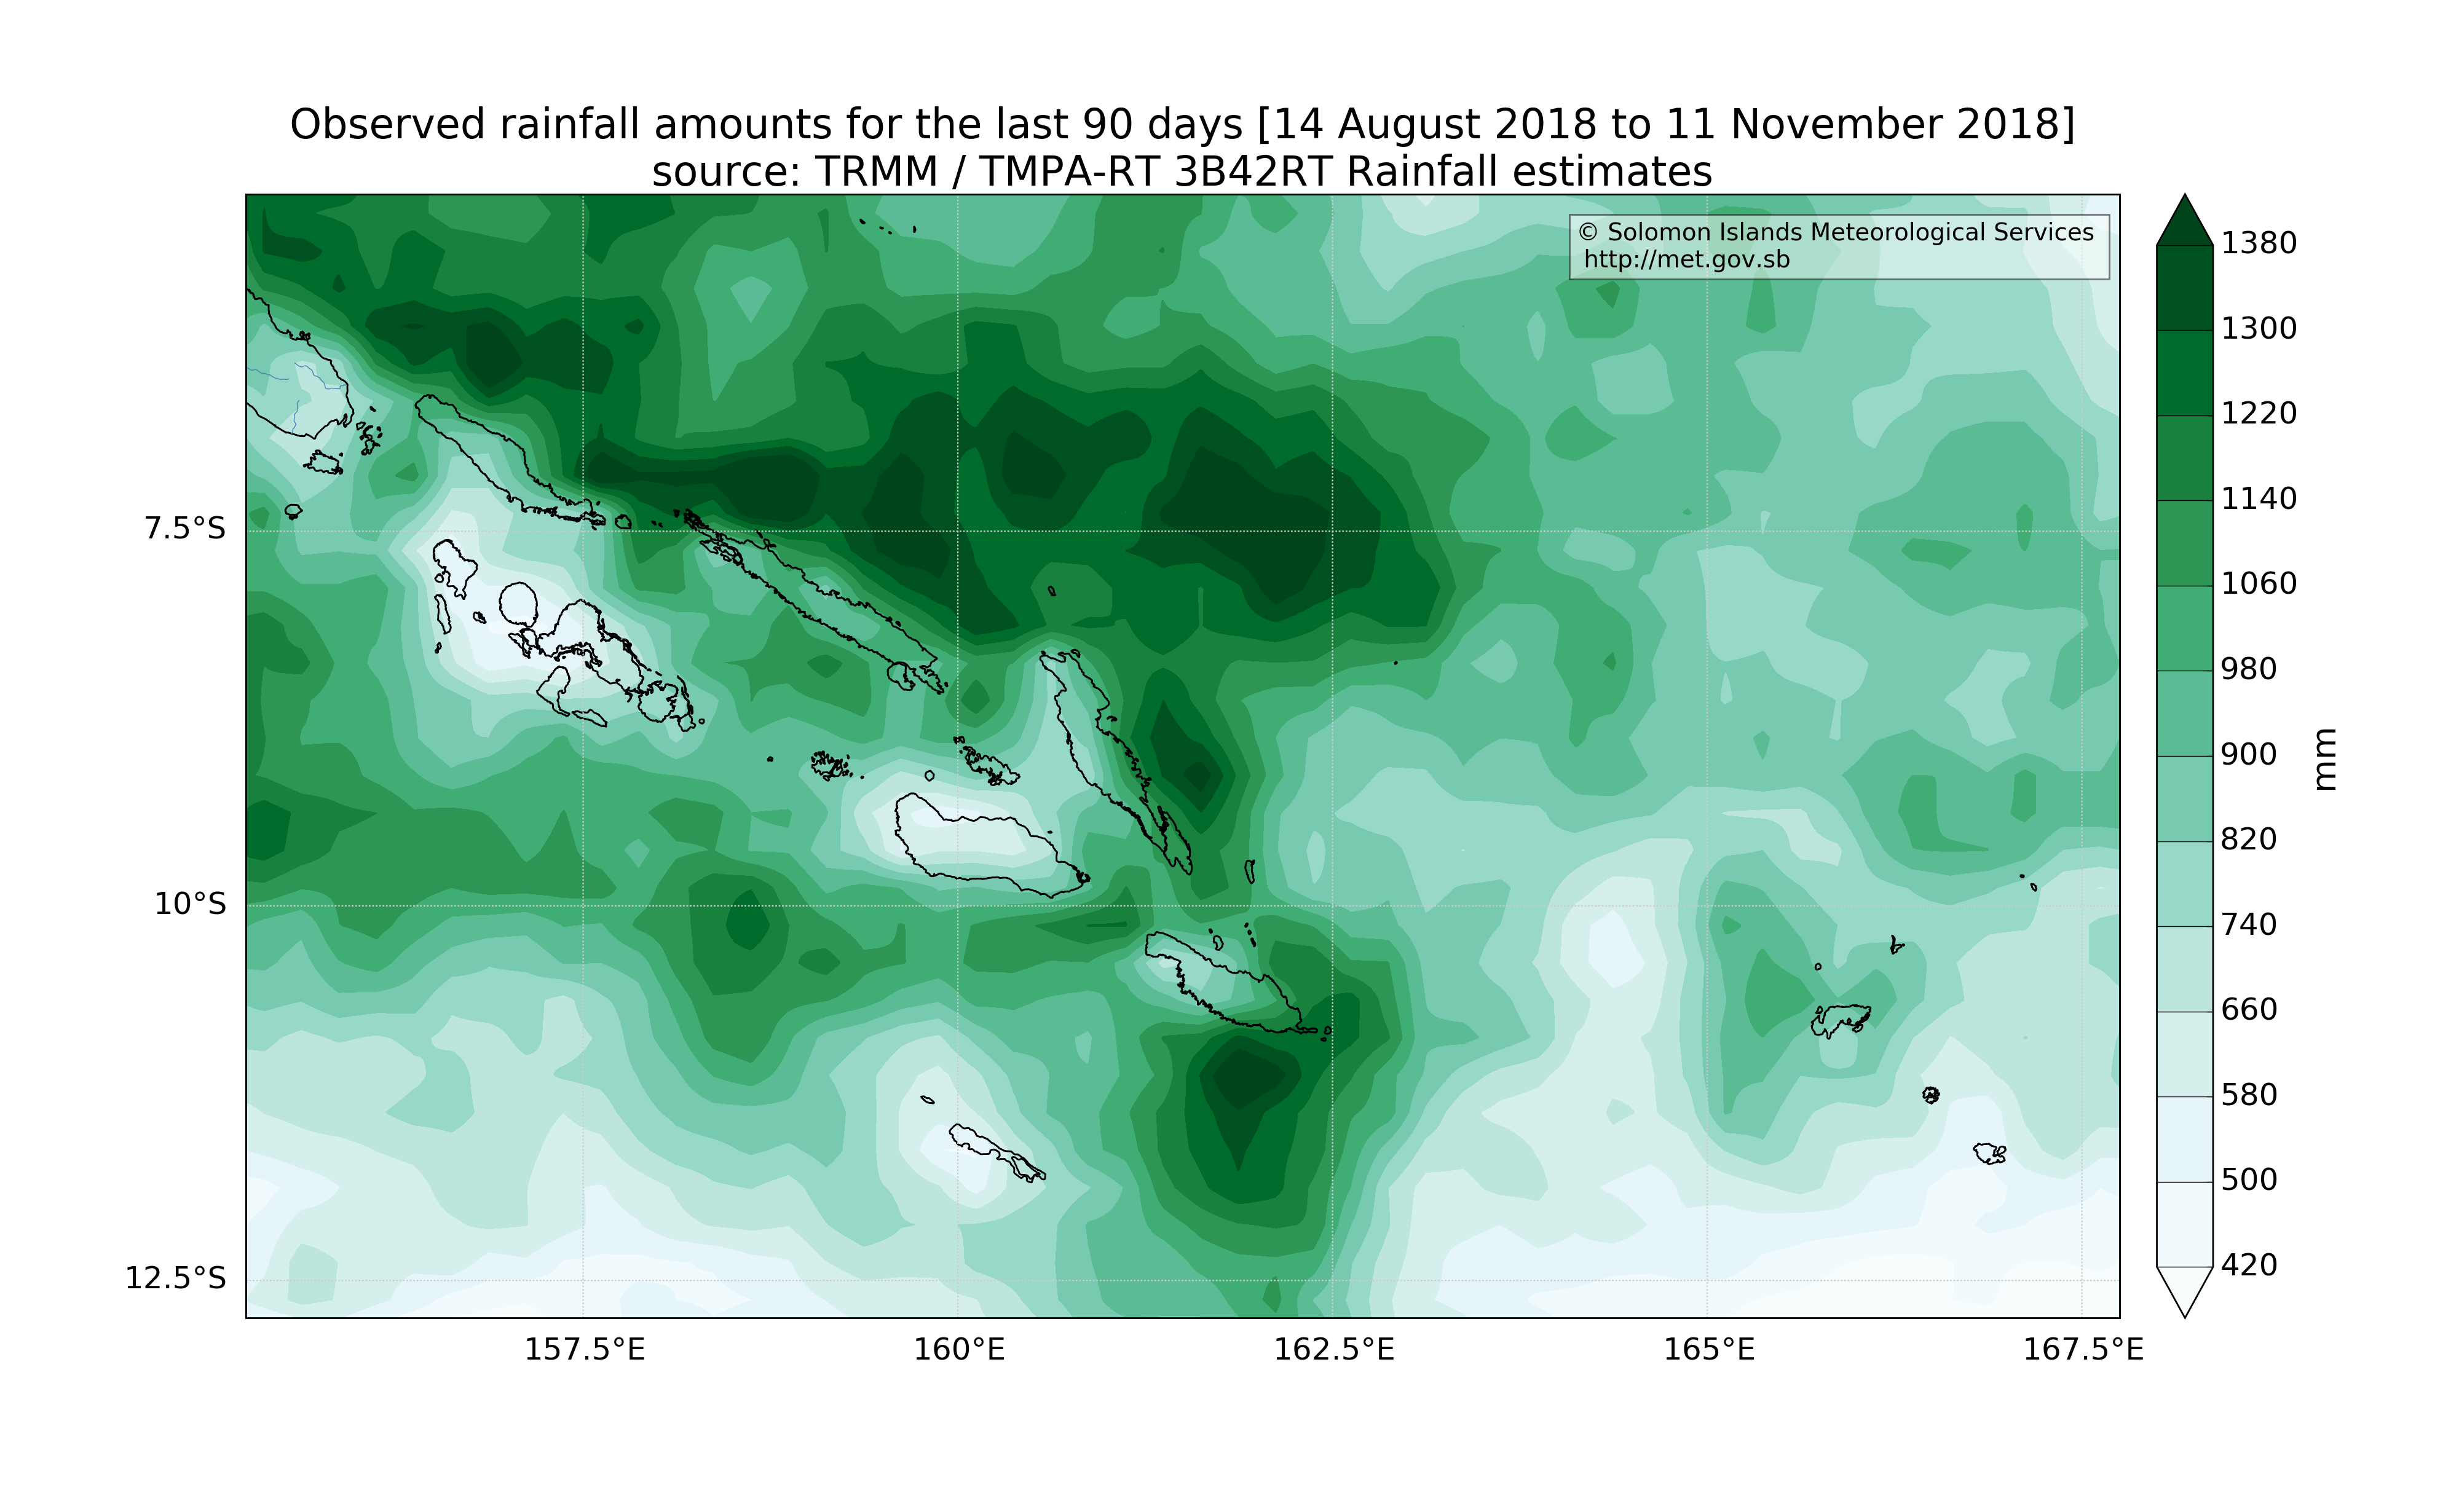 Observed rainfall amounts for the last 90 days [14 August 2018 to 11 November 2018]
source: TRMM / TMPA-RT 3B42RT Rainfall estimates
© Solomon Islands Meteorological Services
http://met.gov.sb
7.5°S
10°S
12.5°S
157.5°E
160°E
162.5°E
165°E
167.5°E
1380
1300
1220
1140
1060
980
900
820
740
660
580
500
420
mm